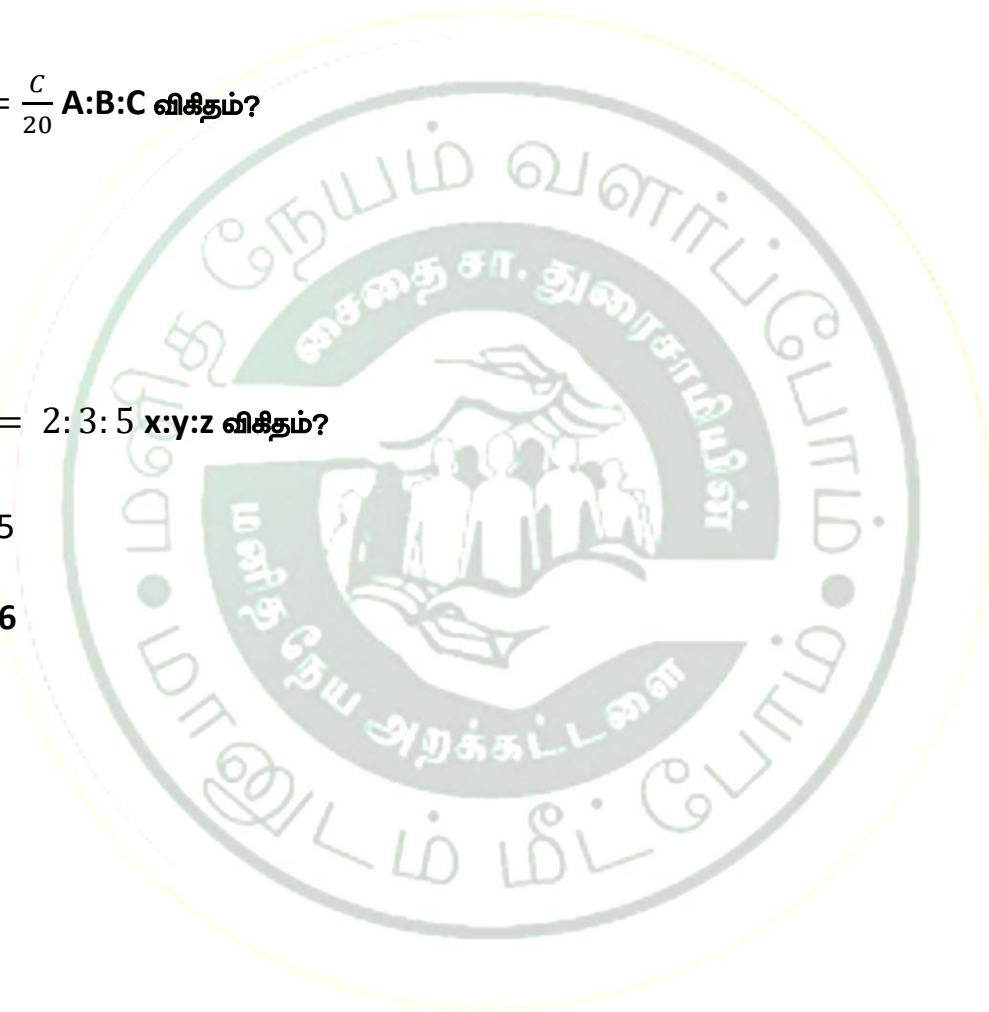 = C/20 A:B:C விகிதம்?
மனித நேயம் வளர்ப்போம்
சைதை சா. துரைசாமியின்
= 2:3:5 x:y:z விகிதம்?
5
6
மனித நேய அறக்கட்டளை
மானுடம் மீட்போம்